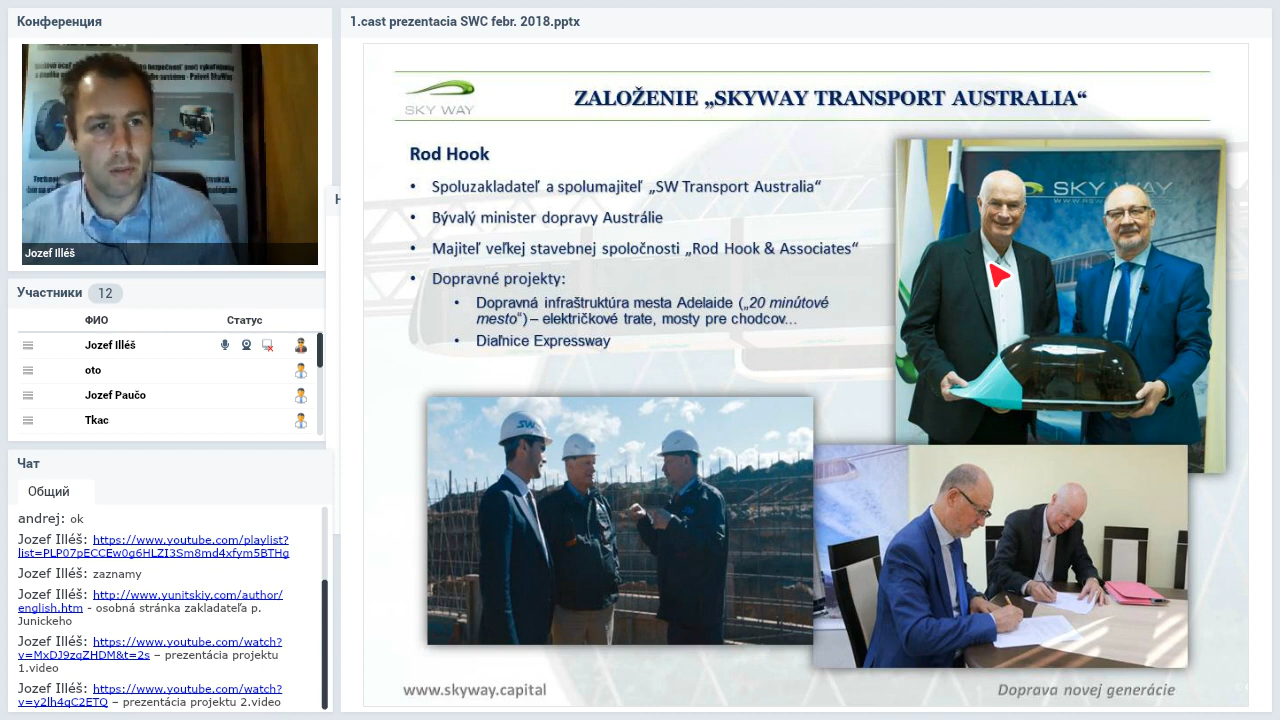 Конференция
Jozef Illéš
Участники 12
ФИО Статус
Jozef Illéš
oto
Jozef Paučo
Tkac
Чат
Общий
andrej: ok
Jozef Illéš: https://www.youtube.com/playlist?
list=PLP07pECCEw0g6HLZI3Sm8md4xfym5BTHg
Jozef Illéš: zaznamy
Jozef Illéš: http://www.yunitskiy.com/author/
english.htm - osobná stránka zakladateľa p.
Junickeho
Jozef Illéš: https://www.youtube.com/watch?
v=MxDJ9zqZHDM&t=2s – prezentácia projektu
1.video
Jozef Illéš: https://www.youtube.com/watch?
v=y2lh4qC2ETQ – prezentácia projektu 2.video
1.cast prezentacia SWC febr. 2018.pptx
SKY WAY
ZALOŽENIE „SKYWAY TRANSPORT AUSTRALIA“
Rod Hook
• Spoluzakladateľ a spolumajiteľ „SW Transport Australia“
• Bývalý minister dopravy Austrálie
• Majiteľ veľkej stavebnej spoločnosti „Rod Hook & Associates“
• Dopravné projekty:
• Dopravná infraštruktúra mesta Adelaide („20 minútové
mesto“) – električkové trate, mosty pre chodcov...
• Diaľnice Expressway
SKY WAY
SW
www.skyway.capital
Doprava novej generácie